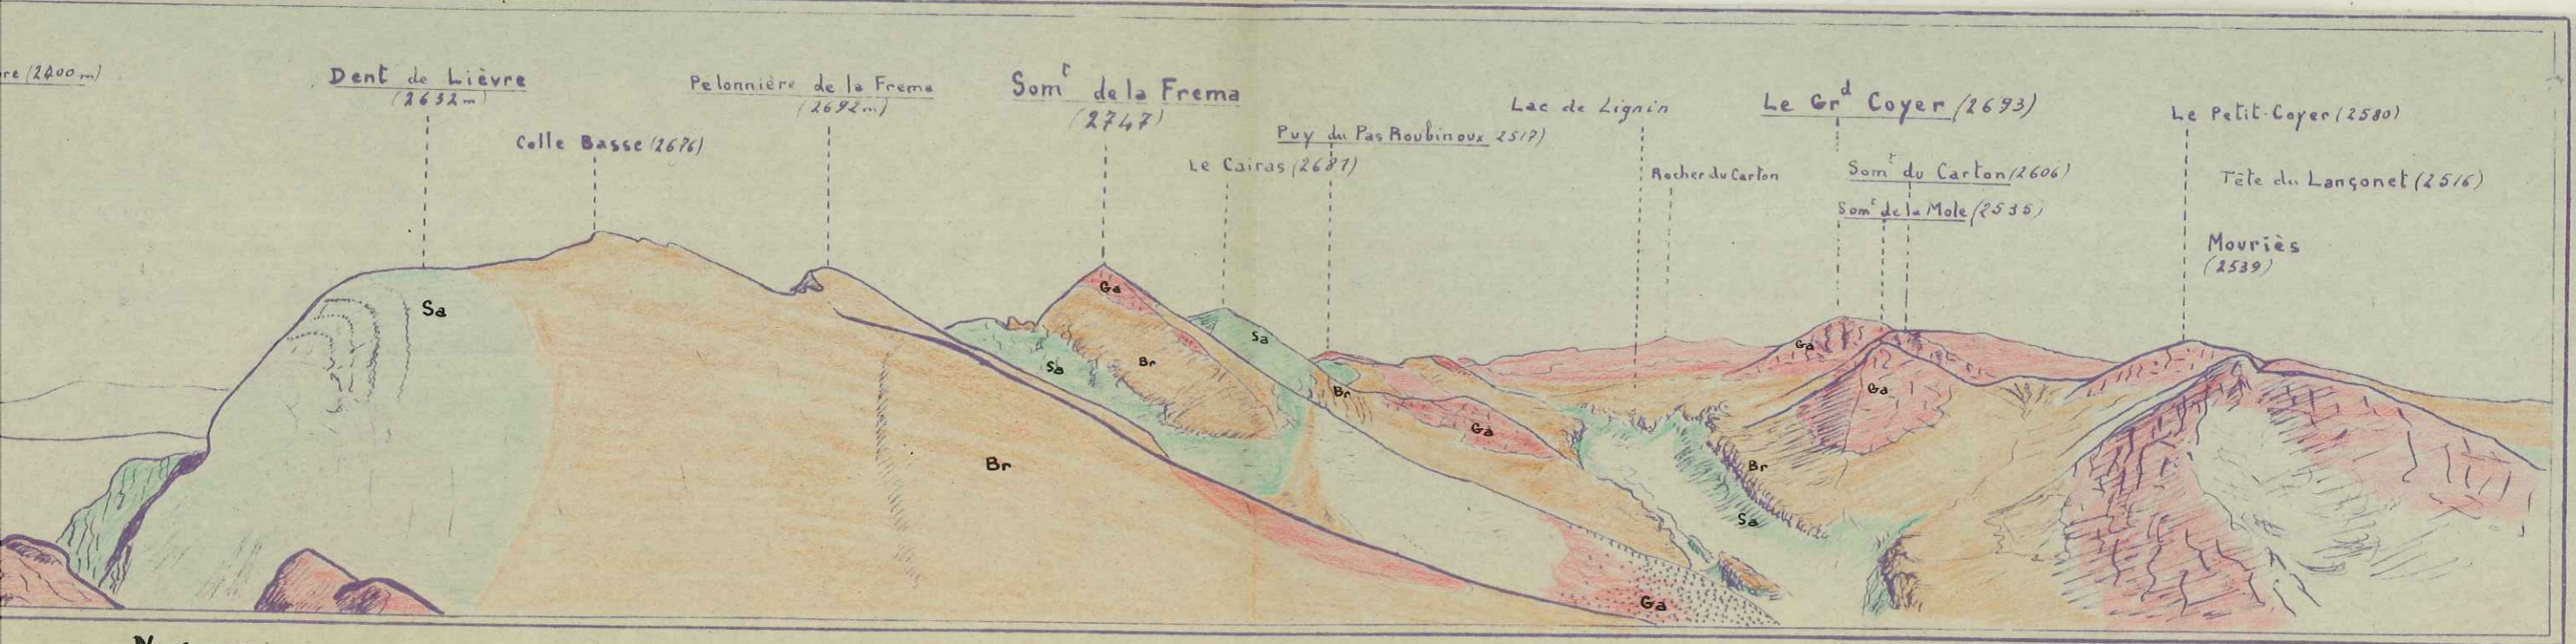 re (2400 m)
Dent de Lièvre
(2632 m)
Colle Basse (2676)
Pelonnière de la Frema
(2692 m)
Somᵗ de la Frema
(2747)
Puy du Pas Roubinoux 2517)
Le Cairas (2681)
Lac de Lignin
Rocher du Carton
Le Grᵈ Coyer (2693)
Somᵗ du Carton (2606)
Somᵗ de la Mole (2535)
Le Petit-Coyer (2580)
Tête du Lançonet (2516)
Mouriès
(2539)
Sa
Ga
Sa
Br
Sa
Br
Ga
Ga
Ga
Br
Br
Sa
Ga